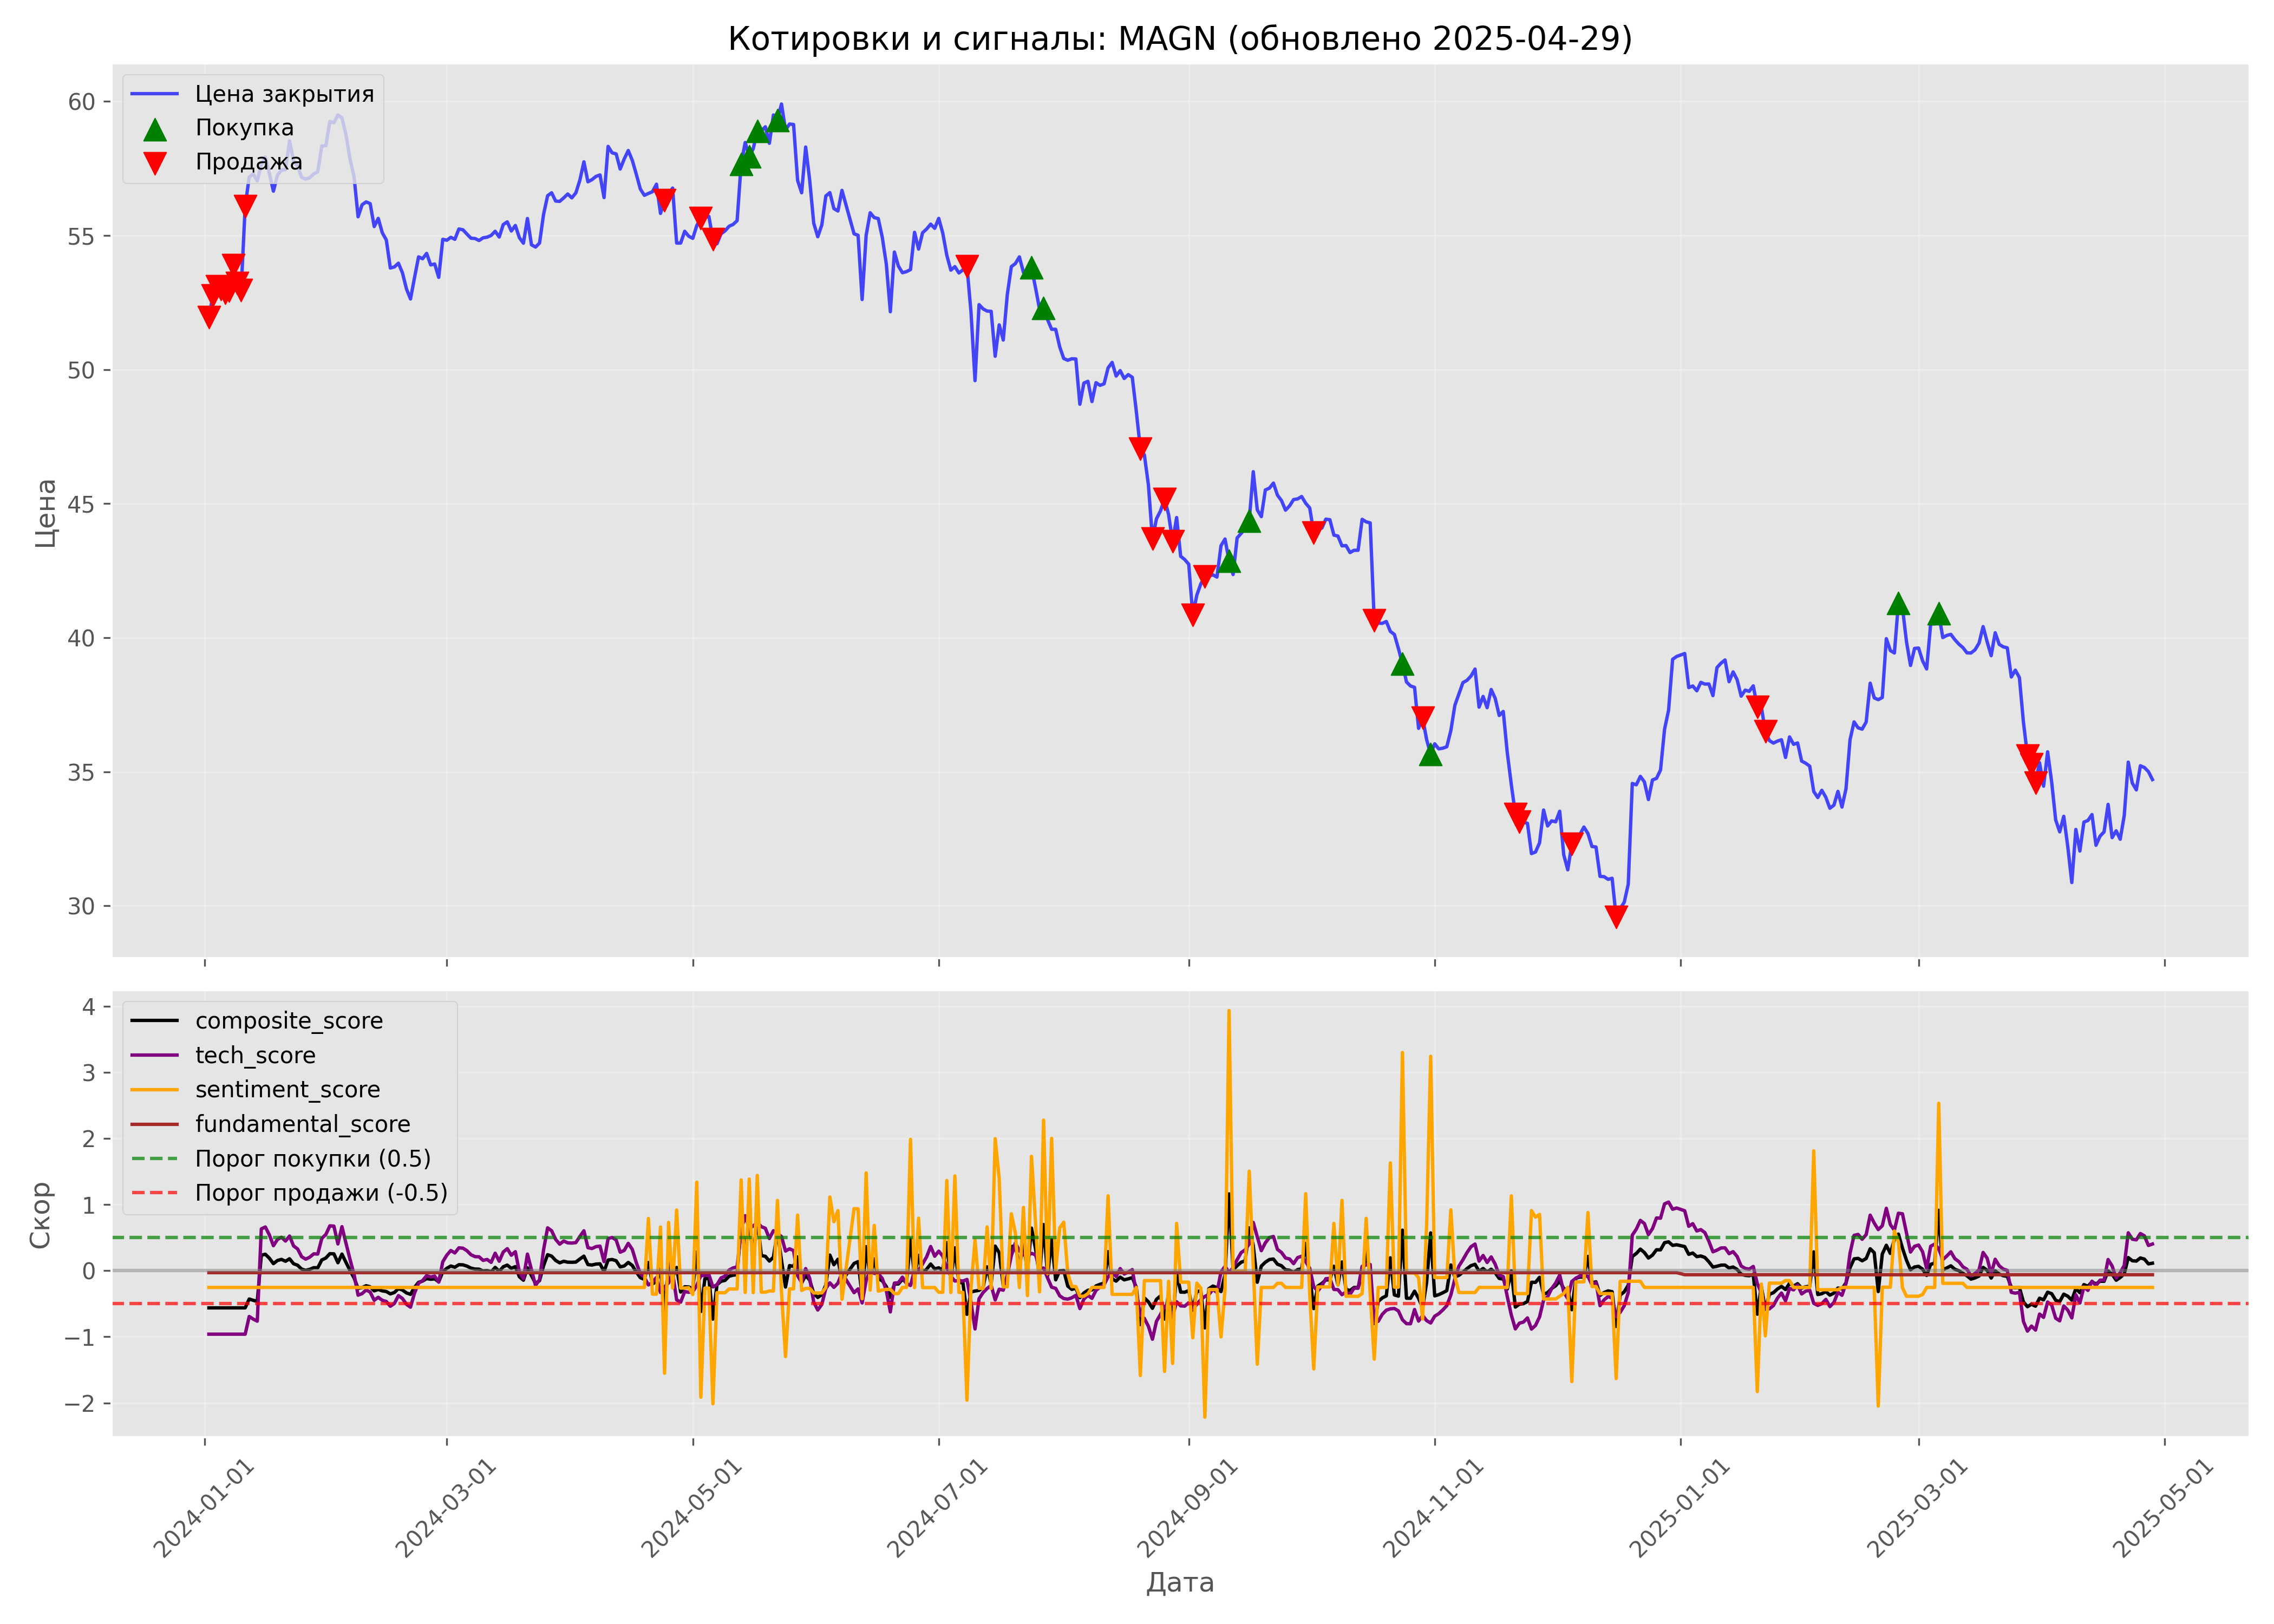 Котировки и сигналы: MAGN (обновлено 2025-04-29)
Цена закрытия
Покупка
Продажа
60
55
50
45
40
35
30
Цена
composite_score
tech_score
sentiment_score
fundamental_score
Порог покупки (0.5)
Порог продажи (-0.5)
4
3
2
1
0
−1
−2
Скор
2024-01-01
2024-03-01
2024-05-01
2024-07-01
2024-09-01
2024-11-01
2025-01-01
2025-03-01
2025-05-01
Дата